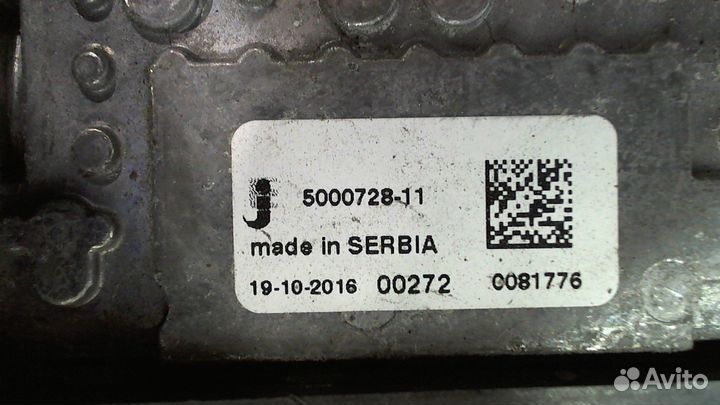 j 5000728-11
made in SERBIA
19-10-2016 00272 0081776
Avito